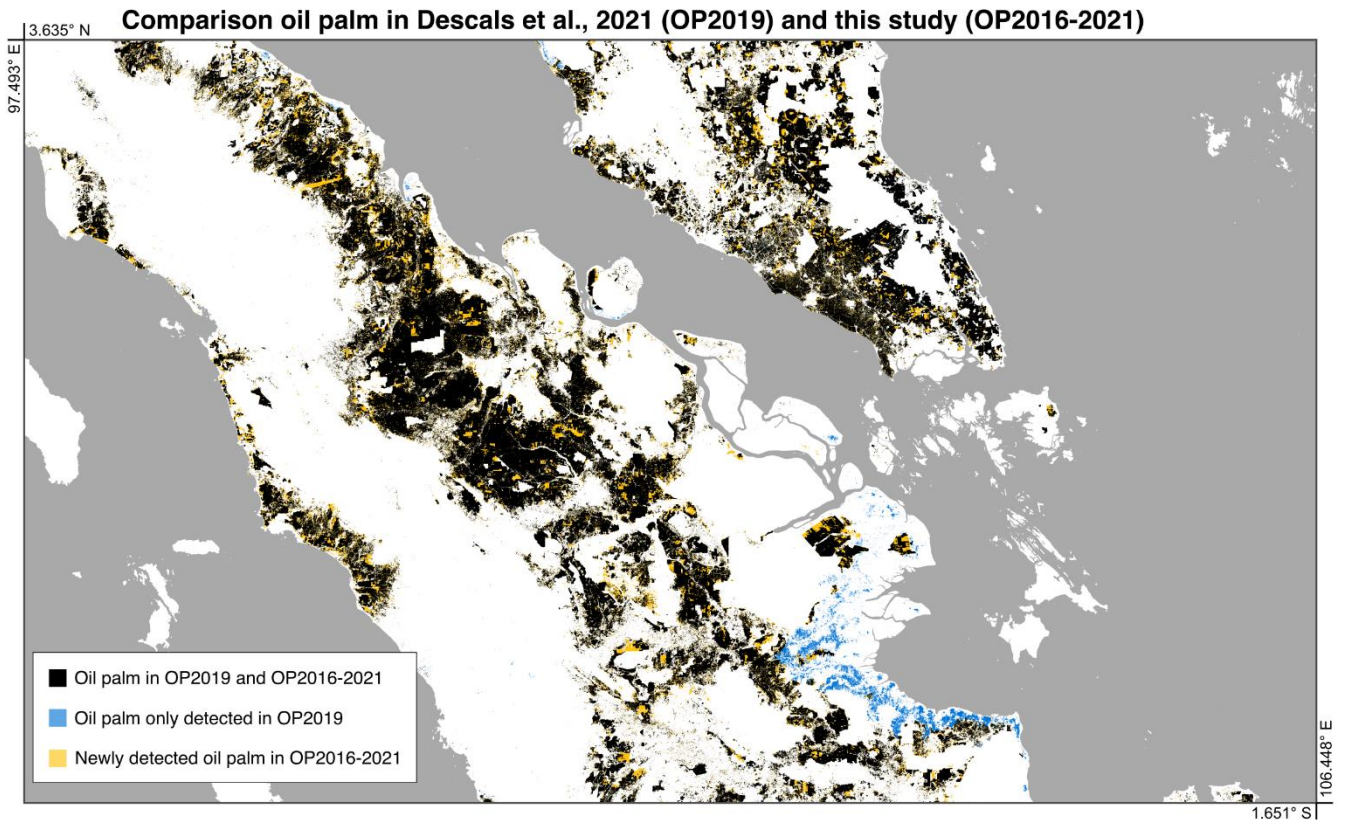 Comparison oil palm in Descals et al., 2021 (OP2019) and this study (OP2016-2021)
3.635° N
97.493° E
Oil palm in OP2019 and OP2016-2021
Oil palm only detected in OP2019
Newly detected oil palm in OP2016-2021
106.448° E
1.651° S